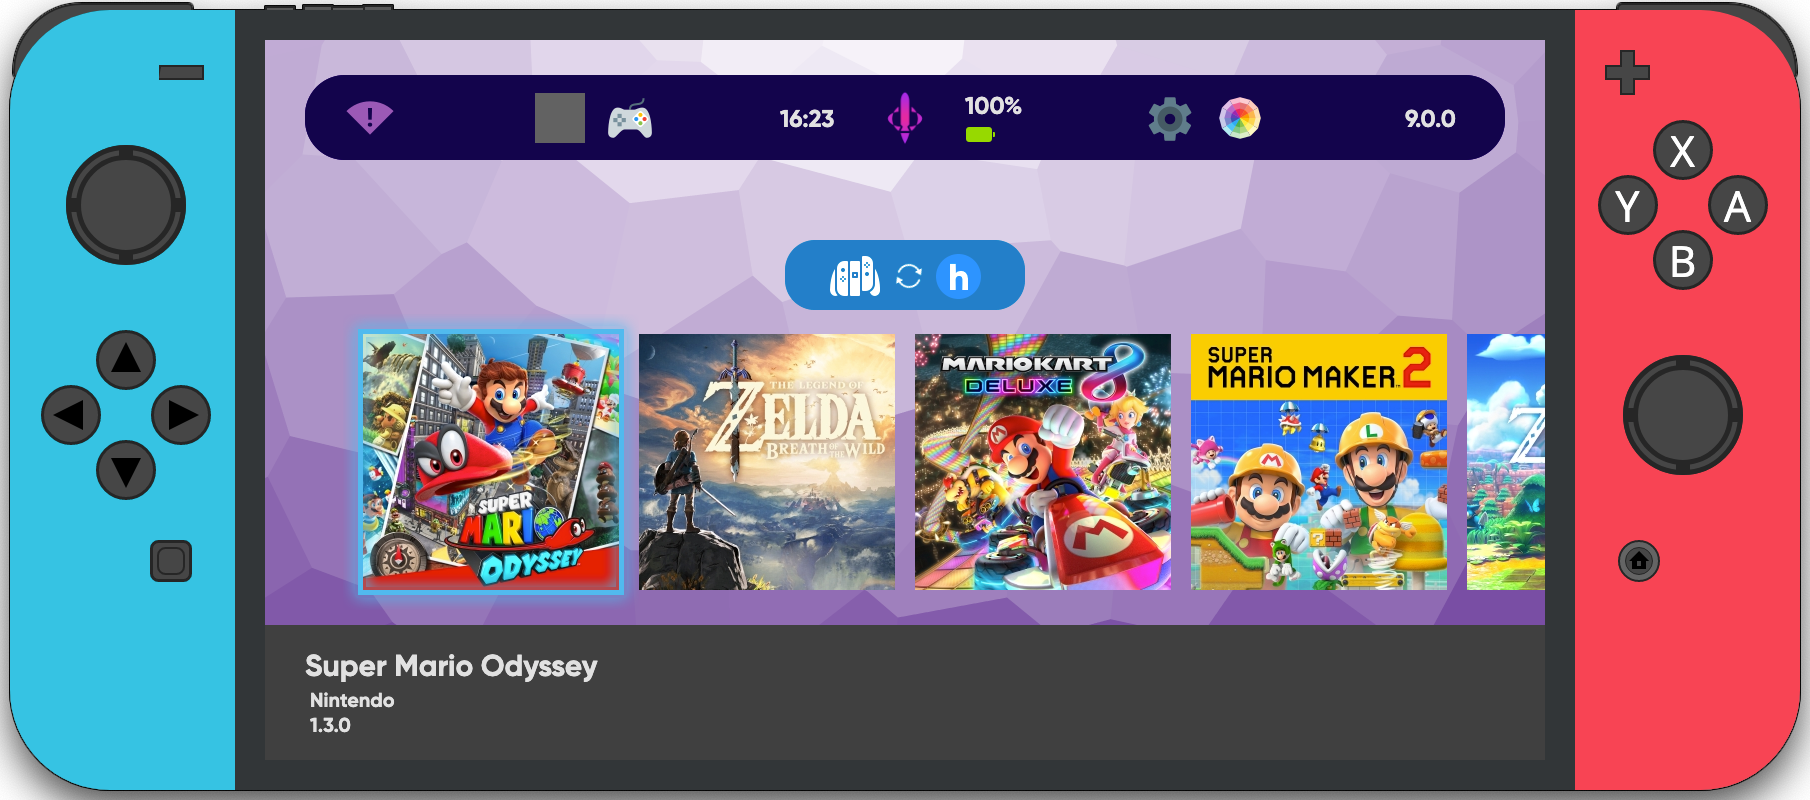 !
16:23
100%
9.0.0
h
X
Y
A
B
SUPER
MARIO
ODYSSEY
THE LEGEND OF
ZELDA
BREATH OF THE WILD
MARIOKART 8
DELUXE
SUPER
MARIO MAKER 2
Z
Super Mario Odyssey
Nintendo
1.3.0